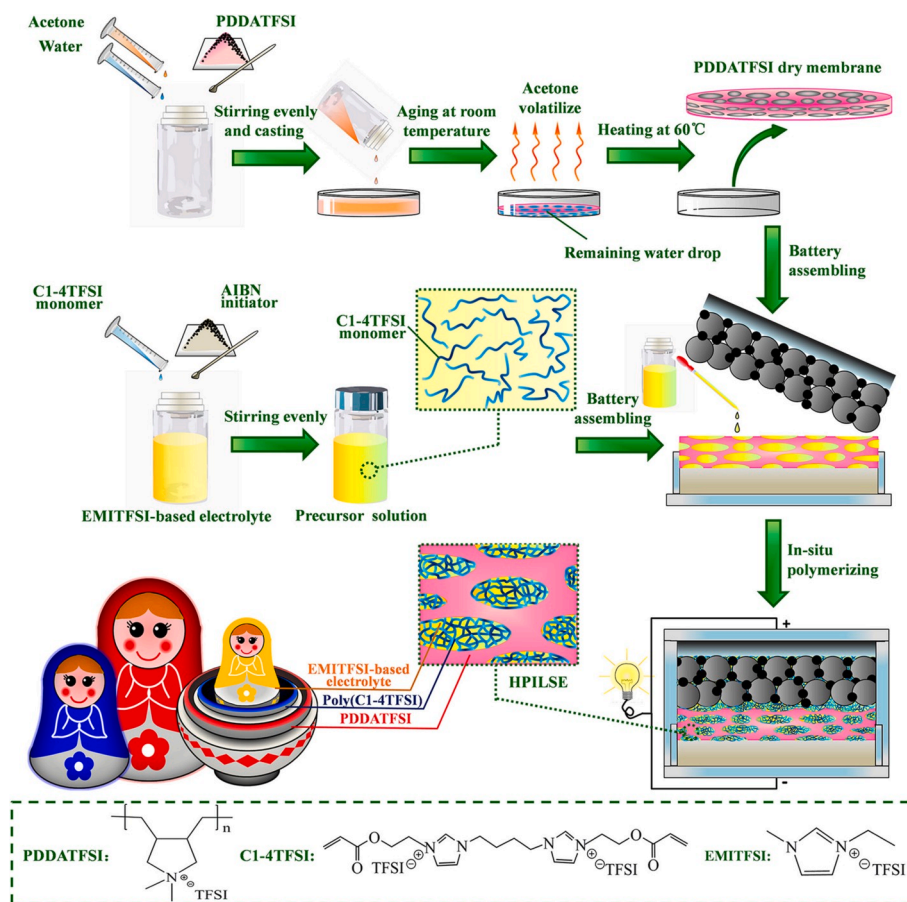 Acetone
Water
PDDATFSI
Stirring evenly
and casting
Aging at room
temperature
Acetone
volatilize
Heating at 60℃
PDDATFSI dry membrane
Remaining water drop
Battery
assembling
C1-4TFSI
monomer
AIBN
initiator
C1-4TFSI
monomer
Stirring evenly
Battery
assembling
EMITFSI-based electrolyte
Precursor solution
In-situ
polymerizing
+
EMITFSI-based
electrolyte
Poly(C1-4TFSI)
PDDATFSI
HPILSE
-
PDDATFSI:
n
N
⊕
⊖
TFSI
C1-4TFSI:
O
O
N
N
⊕
TFSI⊖
N
N
⊕
⊖TFSI
O
O
EMITFSI:
N
N
⊕
⊖
TFSI